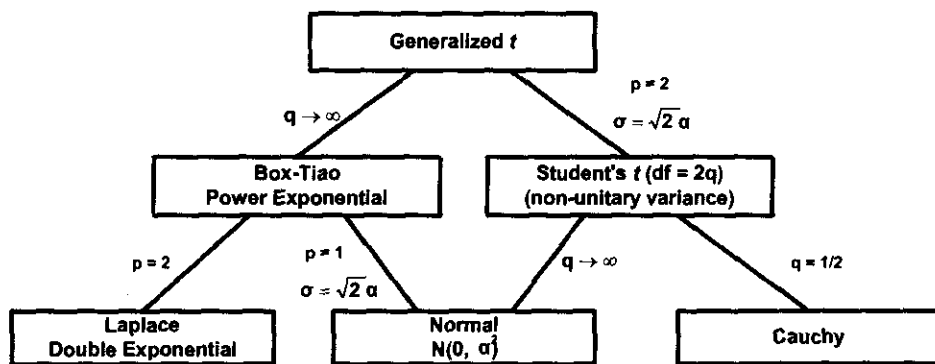 Generalized t
q → ∞
p = 2
σ = √2 α
Box-Tiao
Power Exponential
Student's t (df = 2q)
(non-unitary variance)
p = 2
p = 1
σ = √2 α
q → ∞
q = 1/2
Laplace
Double Exponential
Normal
N(0, α²)
Cauchy